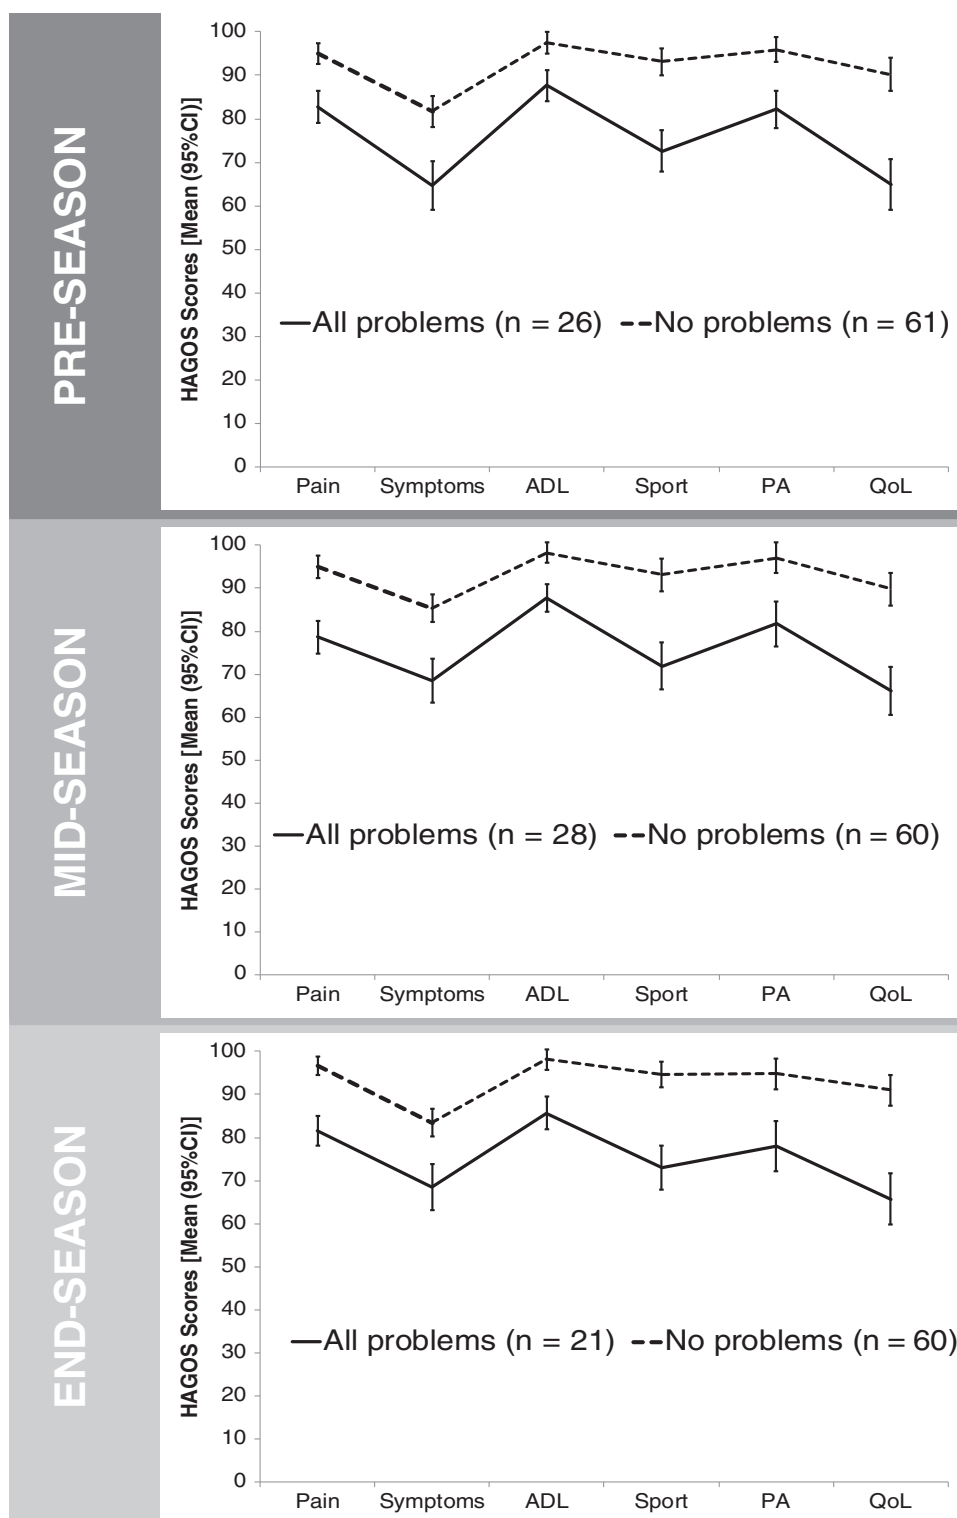 PRE-SEASON
HAGOS Scores [Mean (95%CI)]
100
90
80
70
60
50
40
30
20
10
0
All problems (n = 26) No problems (n = 61)
Pain Symptoms ADL Sport PA QoL
MID-SEASON
HAGOS Scores [Mean (95%CI)]
100
90
80
70
60
50
40
30
20
10
0
All problems (n = 28) No problems (n = 60)
Pain Symptoms ADL Sport PA QoL
END-SEASON
HAGOS Scores [Mean (95%CI)]
100
90
80
70
60
50
40
30
20
10
0
All problems (n = 21) No problems (n = 60)
Pain Symptoms ADL Sport PA QoL